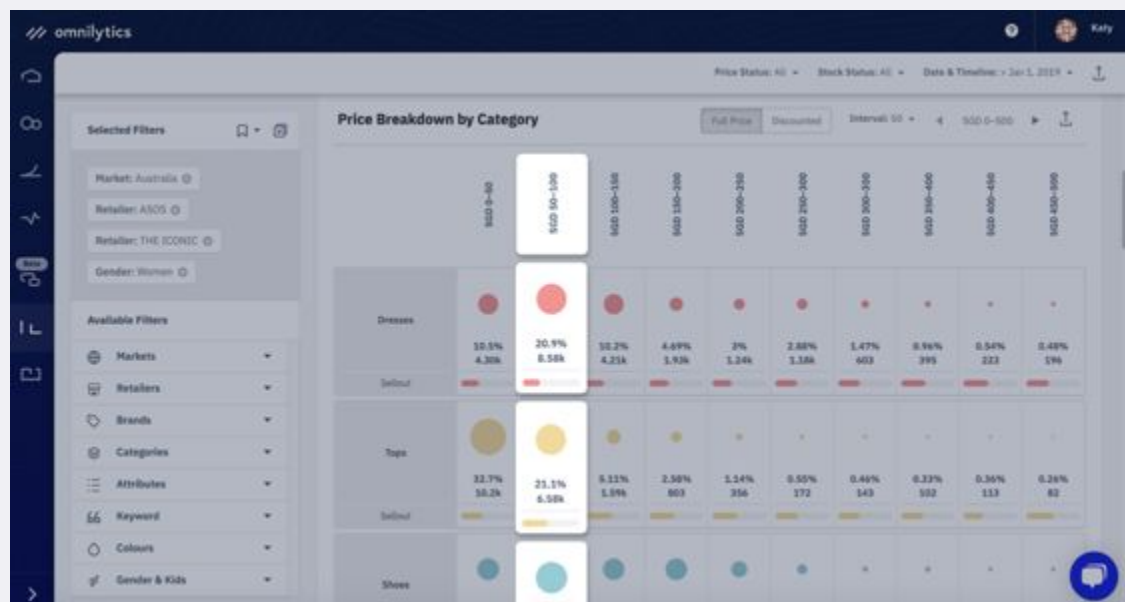 omnilytics
Katy
Price Status: All
Stock Status: All
Date & Timeline: > Jan 1, 2019
Selected Filters
Price Breakdown by Category
Full Price
Discounted
Interval: 50
SGD 0-500
Market: Australia
Retailer: ASOS
Retailer: THE ICONIC
Gender: Women
SGD 0-50
SGD 50-100
SGD 100-150
SGD 150-200
SGD 200-250
SGD 250-300
SGD 300-350
SGD 350-400
SGD 400-450
SGD 450-500
Available Filters
Markets
Retailers
Brands
Categories
Attributes
Keyword
Colours
Gender & Kids
Beta
Dresses
10.5% 20.9% 10.2% 4.69% 3% 2.88% 1.47% 0.96% 0.54% 0.48%
4.30k 8.58k 4.21k 1.93k 1.24k 1.18k 603 395 223 196
Sellout
Tops
32.7% 21.1% 5.11% 2.58% 1.14% 0.55% 0.46% 0.33% 0.36% 0.26%
10.2k 6.58k 1.59k 803 356 172 143 102 113 82
Sellout
Shoes